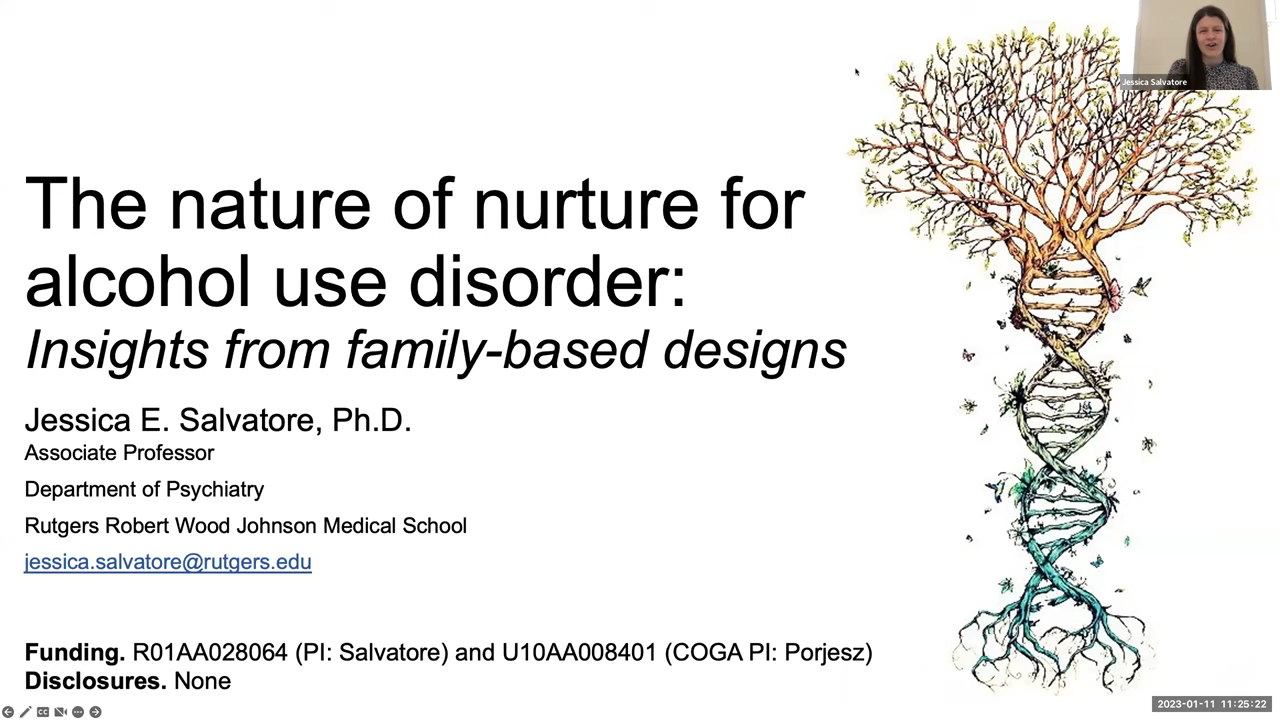 Jessica Salvatore
The nature of nurture for
alcohol use disorder:
Insights from family-based designs
Jessica E. Salvatore, Ph.D.
Associate Professor
Department of Psychiatry
Rutgers Robert Wood Johnson Medical School
jessica.salvatore@rutgers.edu
Funding. R01AA028064 (PI: Salvatore) and U10AA008401 (COGA PI: Porjesz)
Disclosures. None
CC
2023-01-11 11:25:22